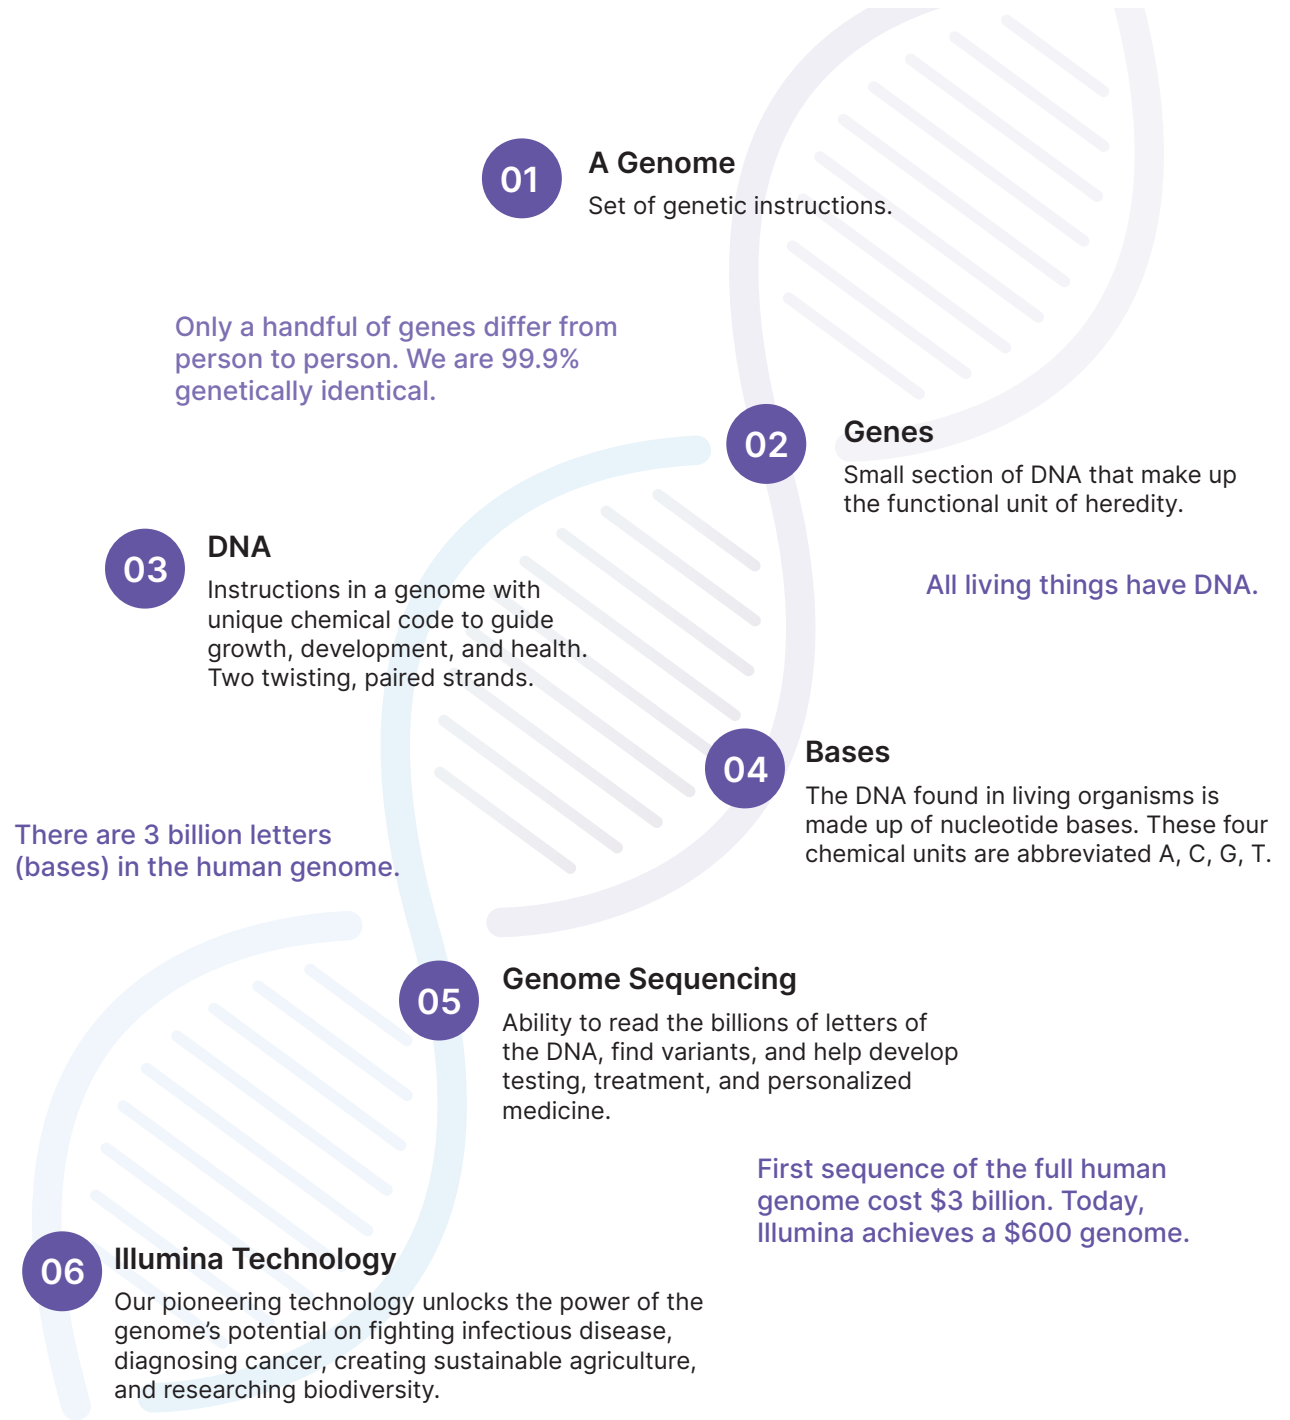 01
A Genome
Set of genetic instructions.
Only a handful of genes differ from
person to person. We are 99.9%
genetically identical.
02
Genes
Small section of DNA that make up
the functional unit of heredity.
03
DNA
Instructions in a genome with
unique chemical code to guide
growth, development, and health.
Two twisting, paired strands.
All living things have DNA.
04
Bases
The DNA found in living organisms is
made up of nucleotide bases. These four
chemical units are abbreviated A, C, G, T.
There are 3 billion letters
(bases) in the human genome.
05
Genome Sequencing
Ability to read the billions of letters of
the DNA, find variants, and help develop
testing, treatment, and personalized
medicine.
First sequence of the full human
genome cost $3 billion. Today,
Illumina achieves a $600 genome.
06
Illumina Technology
Our pioneering technology unlocks the power of the
genome’s potential on fighting infectious disease,
diagnosing cancer, creating sustainable agriculture,
and researching biodiversity.